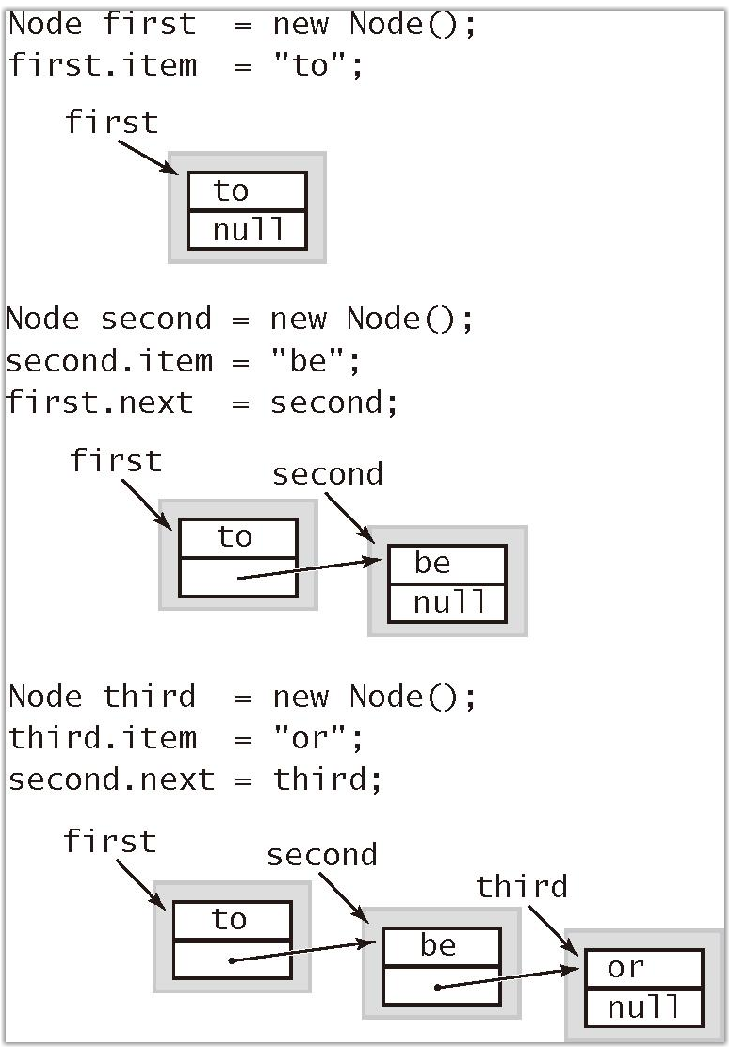 Node first  = new Node();
first.item  = "to";
first
to
null
Node second = new Node();
second.item = "be";
first.next  = second;
first
second
to
be
null
Node third  = new Node();
third.item  = "or";
second.next = third;
first
second
third
to
be
or
null